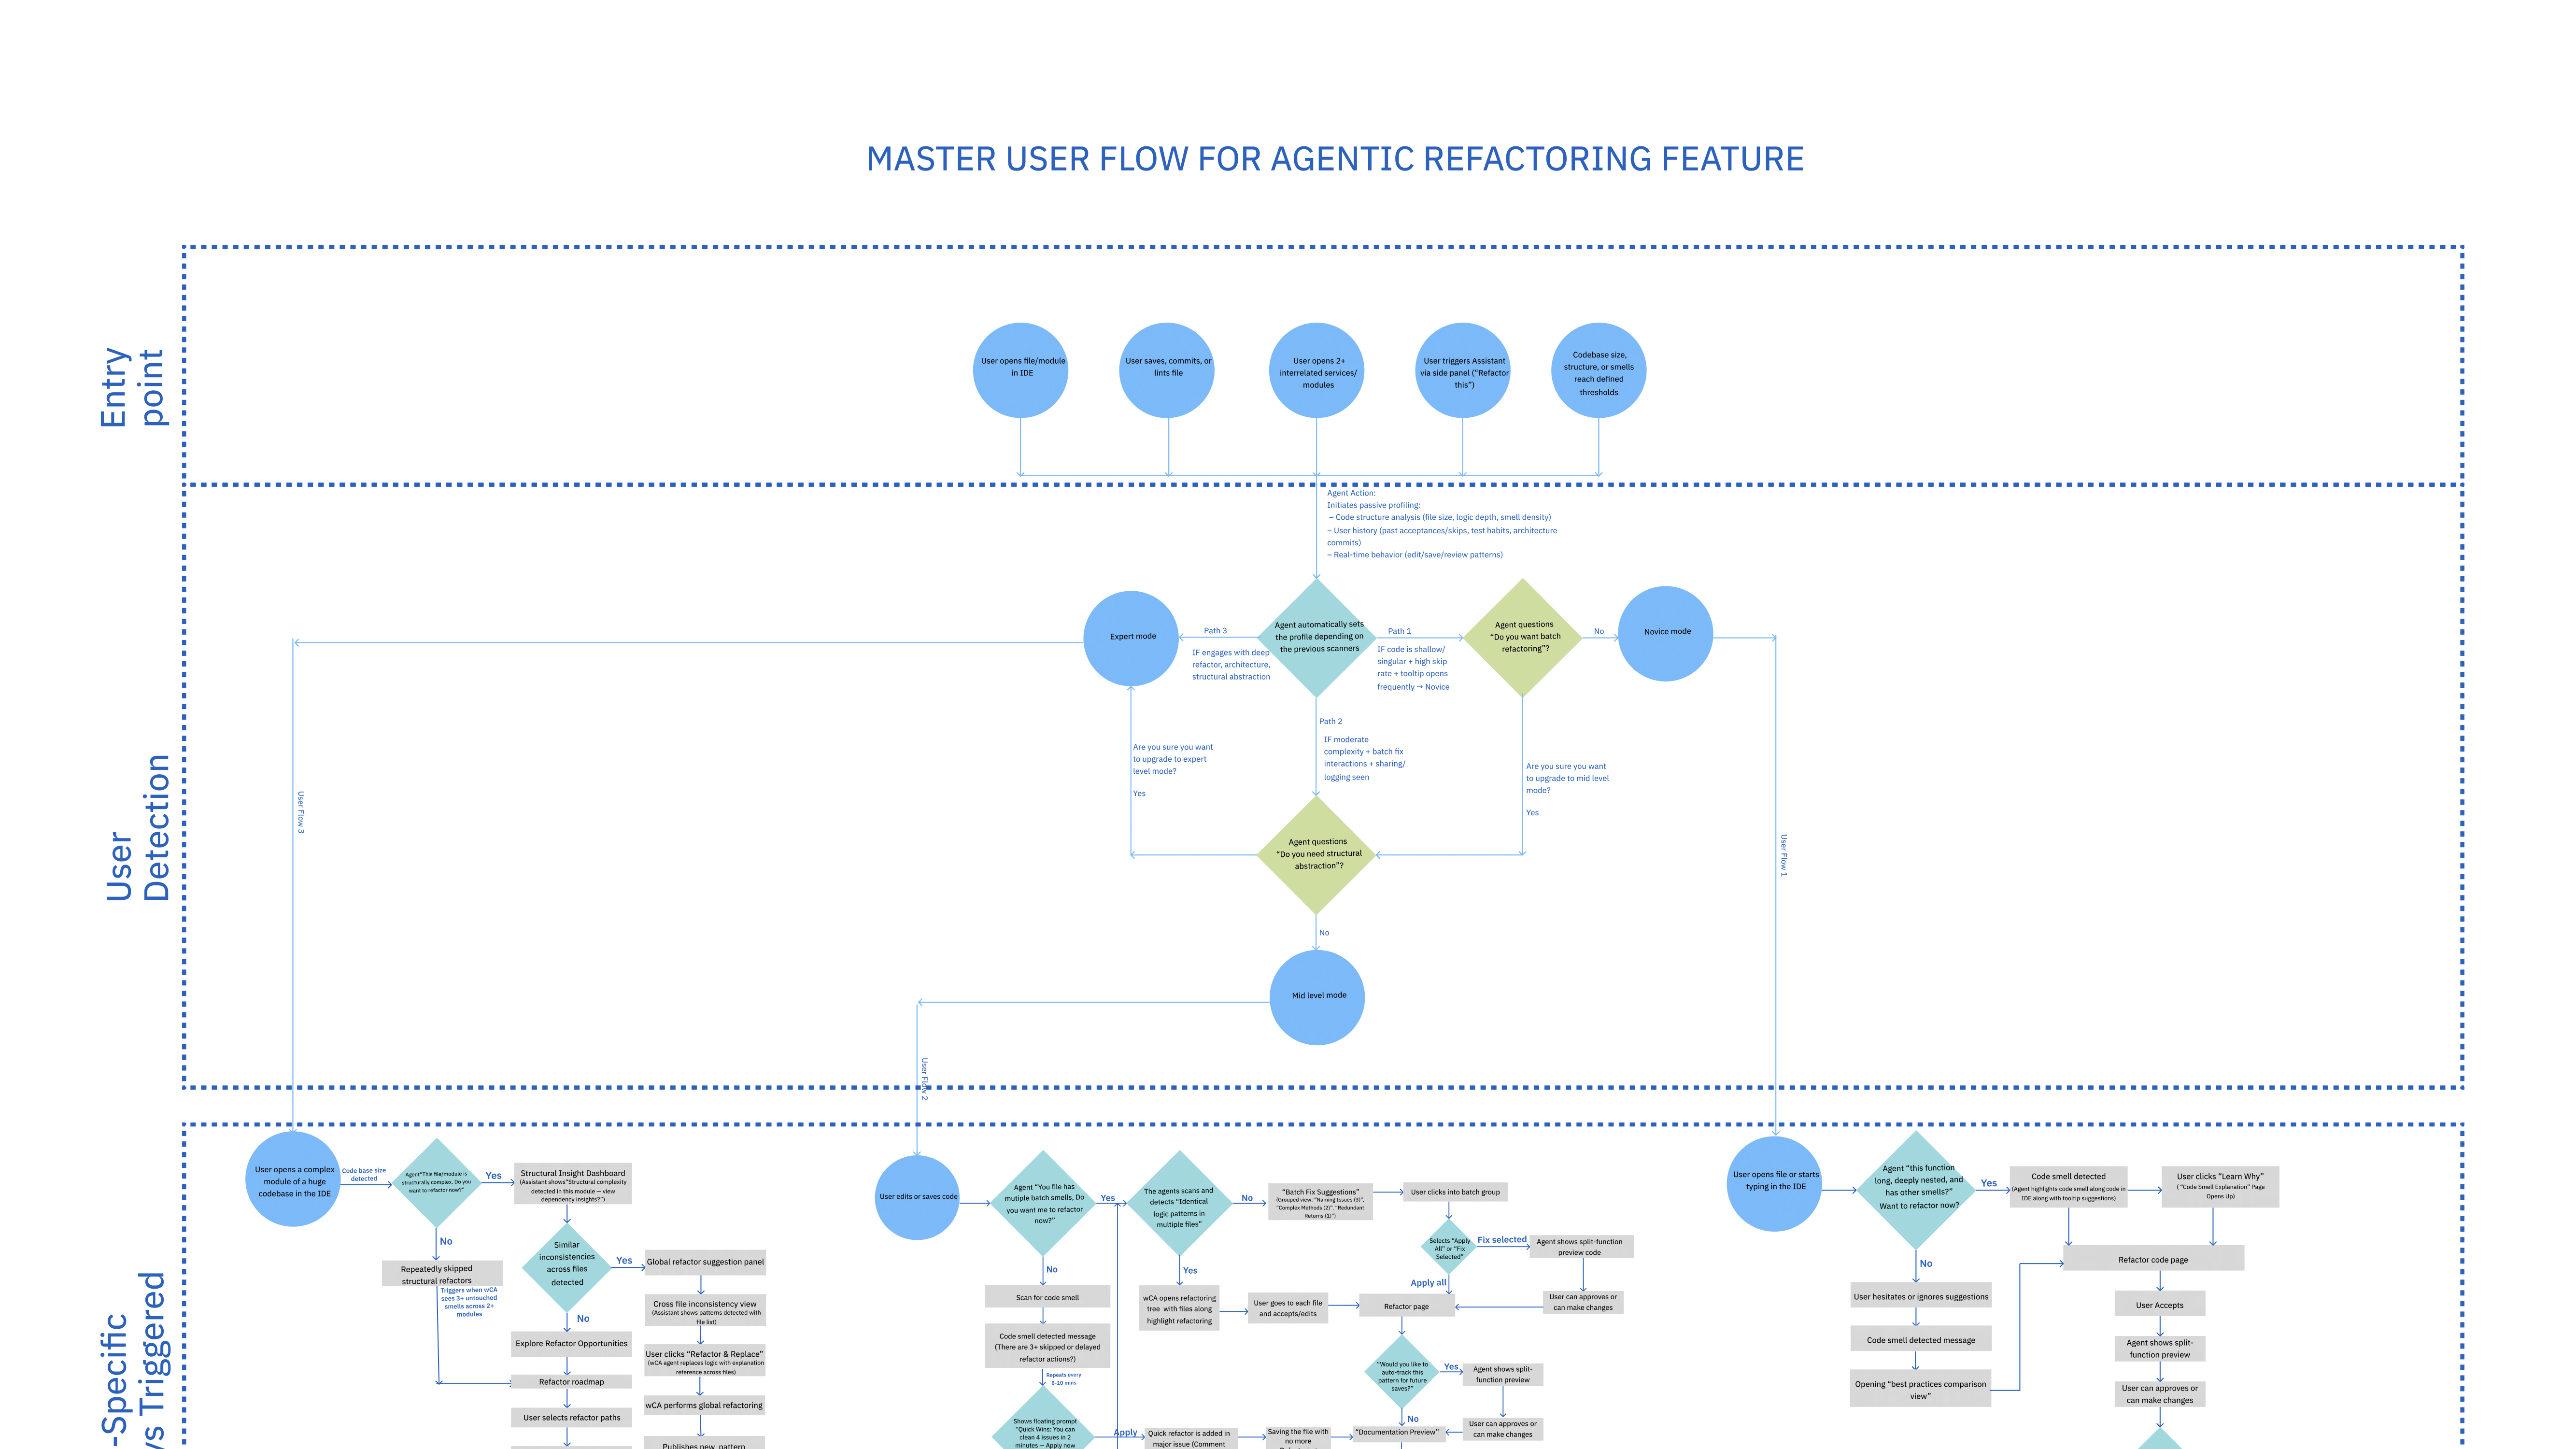 MASTER USER FLOW FOR AGENTIC REFACTORING FEATURE
Entry
point
User opens file/module
in IDE
User saves, commits, or
lints file
User opens 2+
interrelated services/
modules
User triggers Assistant
via side panel (“Refactor
this”)
Codebase size,
structure, or smells
reach defined
thresholds
User
Detection
Agent Action:
Initiates passive profiling:
– Code structure analysis (file size, logic depth, smell density)
– User history (past acceptances/skips, test habits, architecture
commits)
– Real-time behavior (edit/save/review patterns)
Expert mode
Path 3
IF engages with deep
refactor, architecture,
structural abstraction
Agent automatically sets
the profile depending on
the previous scanners
Path 1
IF code is shallow/
singular + high skip
rate + tooltip opens
frequently → Novice
Agent questions
“Do you want batch
refactoring”?
No
Novice mode
Path 2
IF moderate
complexity + batch fix
interactions + sharing/
logging seen
Are you sure you want
to upgrade to expert
level mode?
Yes
Are you sure you want
to upgrade to mid level
mode?
Yes
User Flow 3
User Flow 1
Agent questions
“Do you need structural
abstraction”?
No
Mid level mode
User Flow 2
-Specific
ys Triggered
User opens a complex
module of a huge
codebase in the IDE
Code base size
detected
Agent“This file/module is
structurally complex. Do you
want to refactor now?”
Yes
Structural Insight Dashboard
(Assistant shows“Structural complexity
detected in this module — view
dependency insights?”)
No
Repeatedly skipped
structural refactors
Triggers when wCA
sees 3+ untouched
smells across 2+
modules
Similar
inconsistencies
across files
detected
Yes
Global refactor suggestion panel
Cross file inconsistency view
(Assistant shows patterns detected with
file list)
No
Explore Refactor Opportunities
User clicks “Refactor & Replace”
(wCA agent replaces logic with explanation
reference across files)
Refactor roadmap
wCA performs global refactoring
User selects refactor paths
Publishes new pattern
User edits or saves code
Agent “You file has
mutiple batch smells, Do
you want me to refactor
now?”
Yes
The agents scans and
detects “Identical
logic patterns in
multiple files”
No
“Batch Fix Suggestions”
(Grouped view: “Naming Issues (3)”,
“Complex Methods (2)”, “Redundant
Returns (1)”)
User clicks into batch group
Selects “Apply
All” or “Fix
Selected”
Fix selected
Agent shows split-function
preview code
No
Yes
Apply all
Scan for code smell
wCA opens refactoring
tree with files along
highlight refactoring
User goes to each file
and accepts/edits
Refactor page
User can approves or
can make changes
Code smell detected message
(There are 3+ skipped or delayed
refactor actions?)
Repeats every
8-10 mins
“Would you like to
auto-track this
pattern for future
saves?”
Yes
Agent shows split-
function preview
No
Shows floating prompt
“Quick Wins: You can
clean 4 issues in 2
minutes — Apply now
Apply
Quick refactor is added in
major issue (Comment
Saving the file with
no more
“Documentation Preview”
User can approves or
can make changes
User opens file or starts
typing in the IDE
Agent “this function
long, deeply nested, and
has other smells?”
Want to refactor now?
Yes
Code smell detected
(Agent highlights code smell along code in
IDE along with tooltip suggestions)
User clicks “Learn Why”
( “Code Smell Explanation” Page
Opens Up)
No
Refactor code page
User hesitates or ignores suggestions
User Accepts
Code smell detected message
Agent shows split-
function preview
Opening “best practices comparison
view”
User can approves or
can make changes